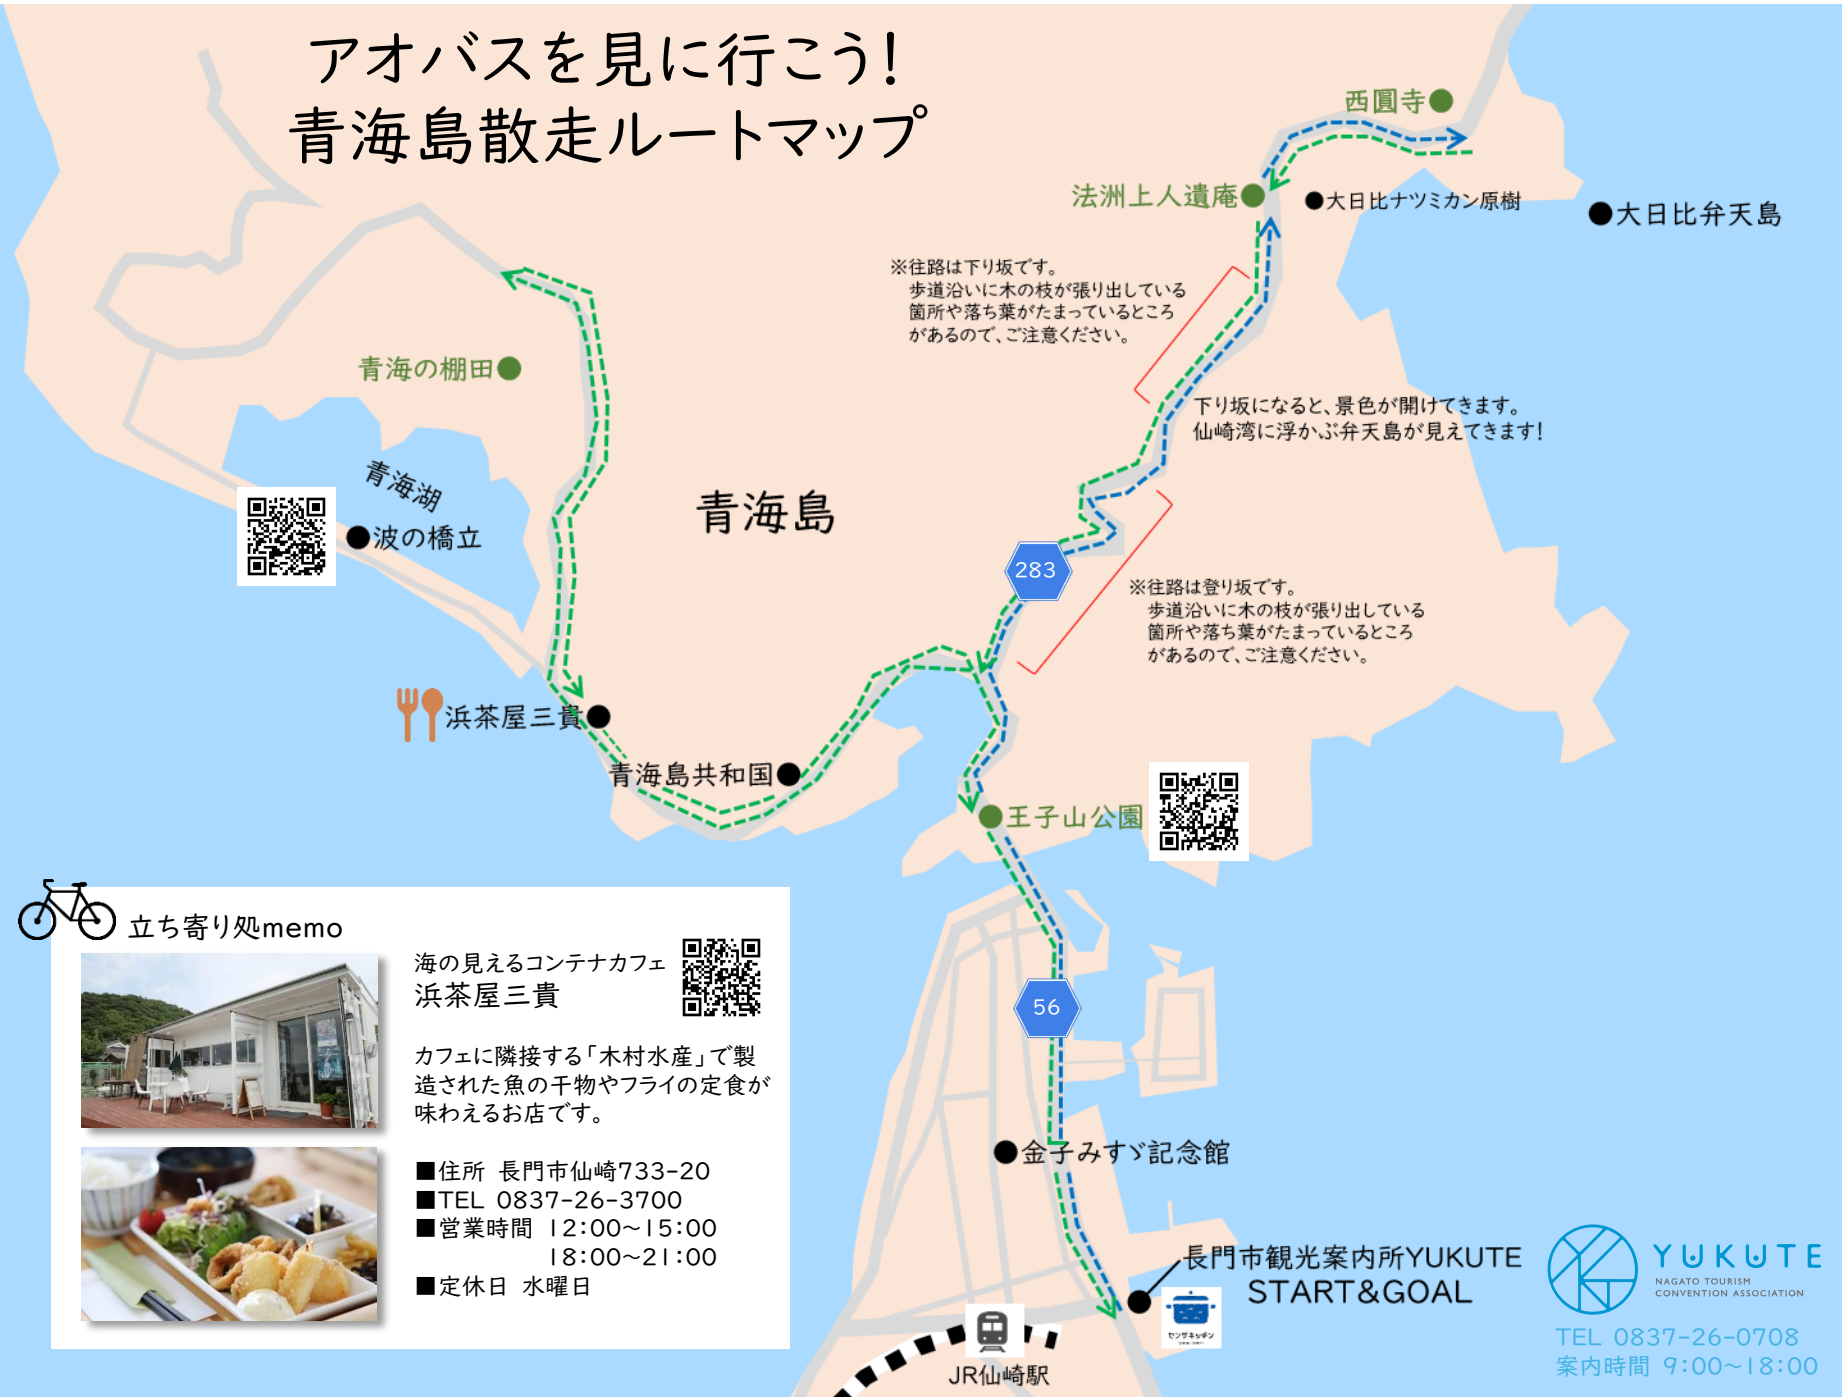 アオバスを見に行こう!
青海島散走ルートマップ
西圓寺
法洲上人遺庵
大日比ナツミカン原樹
大日比弁天島
※往路は下り坂です。
歩道沿いに木の枝が張り出している
箇所や落ち葉がたまっているところ
があるので、ご注意ください。
青海の棚田
下り坂になると、景色が開けてきます。
仙崎湾に浮かぶ弁天島が見えてきます!
青海湖
波の橋立
青海島
283
※往路は登り坂です。
歩道沿いに木の枝が張り出している
箇所や落ち葉がたまっているところ
があるので、ご注意ください。
浜茶屋三貴
青海島共和国
王子山公園
立ち寄り処memo
海の見えるコンテナカフェ
浜茶屋三貴
カフェに隣接する「木村水産」で製
造された魚の干物やフライの定食が
味わえるお店です。
■住所 長門市仙崎733-20
■TEL 0837-26-3700
■営業時間 12:00~15:00
18:00~21:00
■定休日 水曜日
56
金子みすゞ記念館
長門市観光案内所YUKUTE
START&GOAL
センザキッチン
JR仙崎駅
YUKUTE
NAGATO TOURISM
CONVENTION ASSOCIATION
TEL 0837-26-0708
案内時間 9:00~18:00